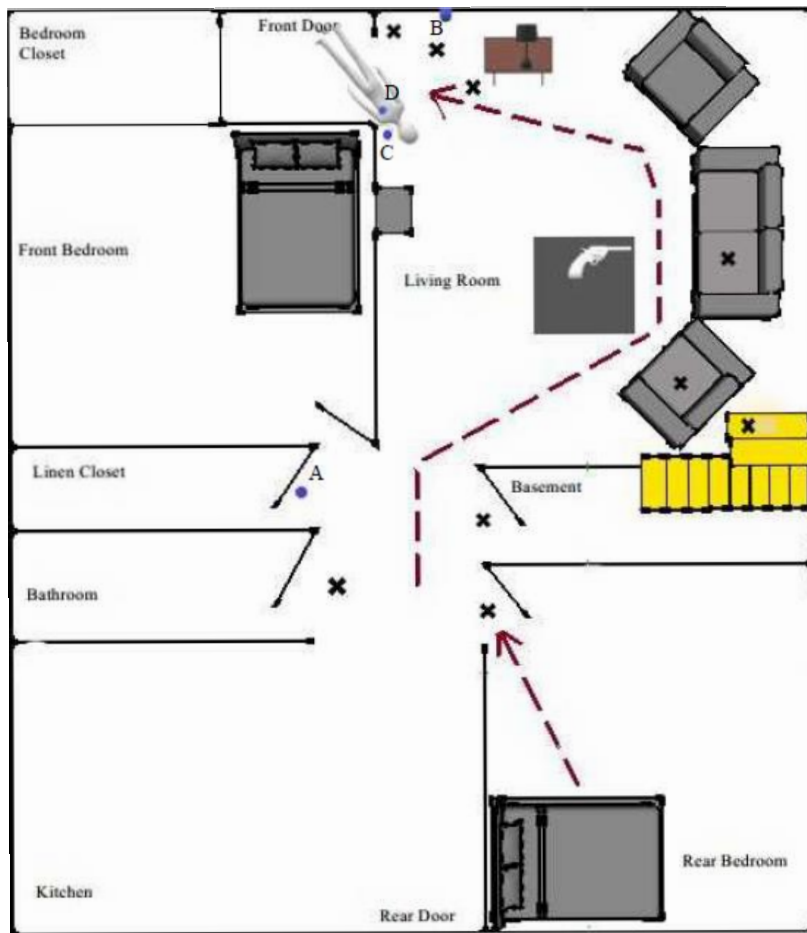 Bedroom
Closet
Front Door
B
D
C
Front Bedroom
Living Room
Linen Closet
A
Basement
Bathroom
Rear Bedroom
Kitchen
Rear Door